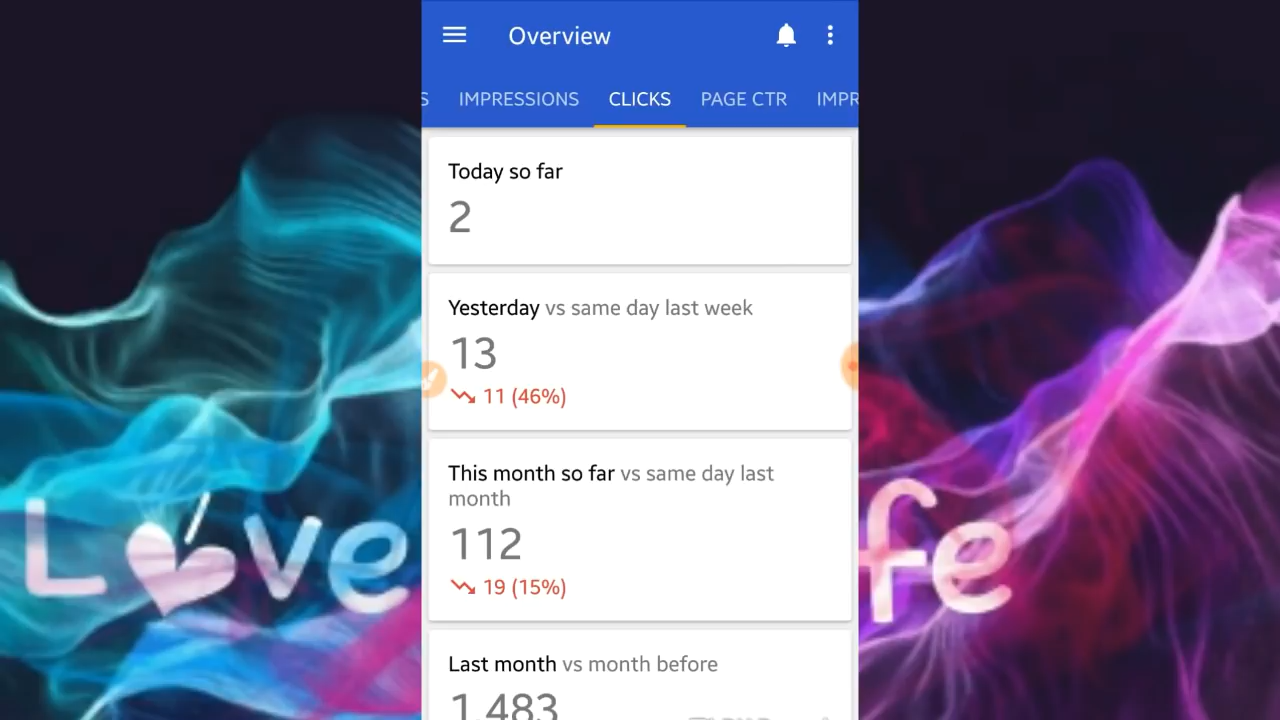 Overview
IMPRESSIONS CLICKS PAGE CTR IMPR
Today so far
2
Yesterday vs same day last week
13
11 (46%)
This month so far vs same day last
month
112
19 (15%)
Last month vs month before
1,483
Love fe